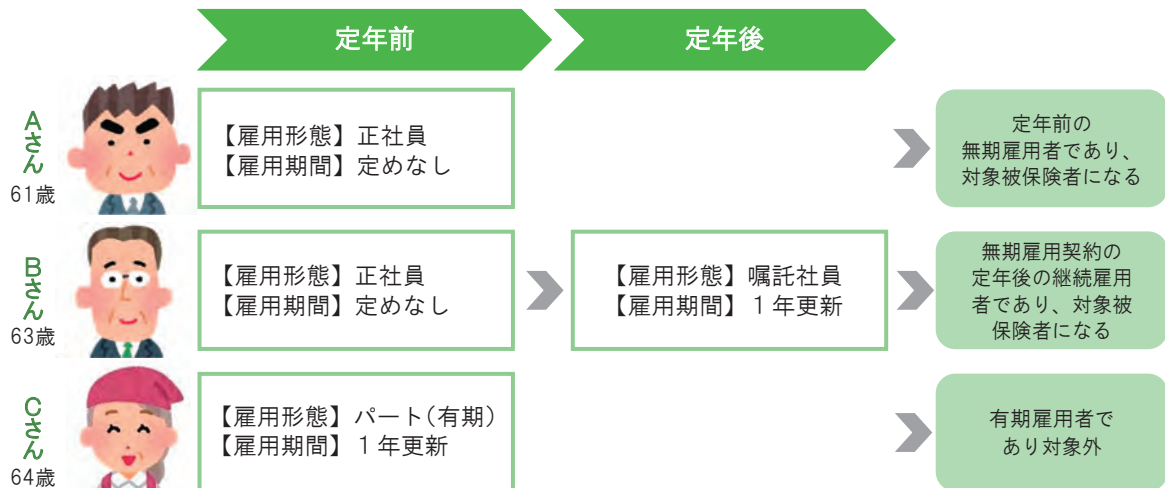 定年前
定年後
Aさん
61歳
【雇用形態】正社員
【雇用期間】定めなし
定年前の
無期雇用者であり、
対象被保険者になる
Bさん
63歳
【雇用形態】正社員
【雇用期間】定めなし
【雇用形態】嘱託社員
【雇用期間】1年更新
無期雇用契約の
定年後の継続雇用
者であり、対象被
保険者になる
Cさん
64歳
【雇用形態】パート(有期)
【雇用期間】1年更新
有期雇用者で
あり対象外